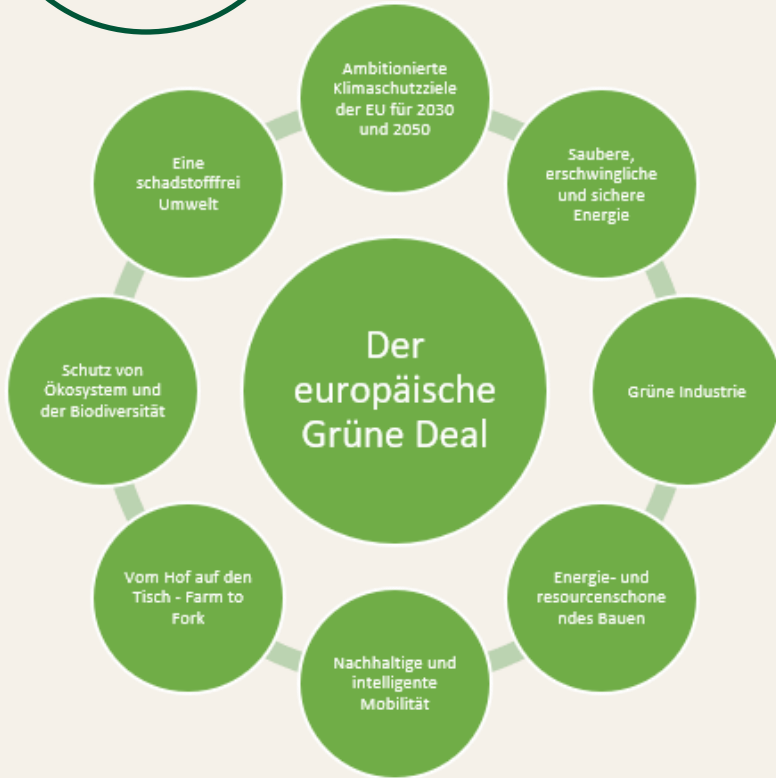 Ambitionierte
Klimaschutzziele
der EU für 2030
und 2050
Saubere,
erschwingliche
und sichere
Energie
Grüne Industrie
Energie- und
resourcenschone
ndes Bauen
Nachhaltige und
intelligente
Mobilität
Vom Hof auf den
Tisch - Farm to
Fork
Schutz von
Ökosystem und
der Biodiversität
Eine
schadstofffrei
Umwelt
Der
europäische
Grüne Deal